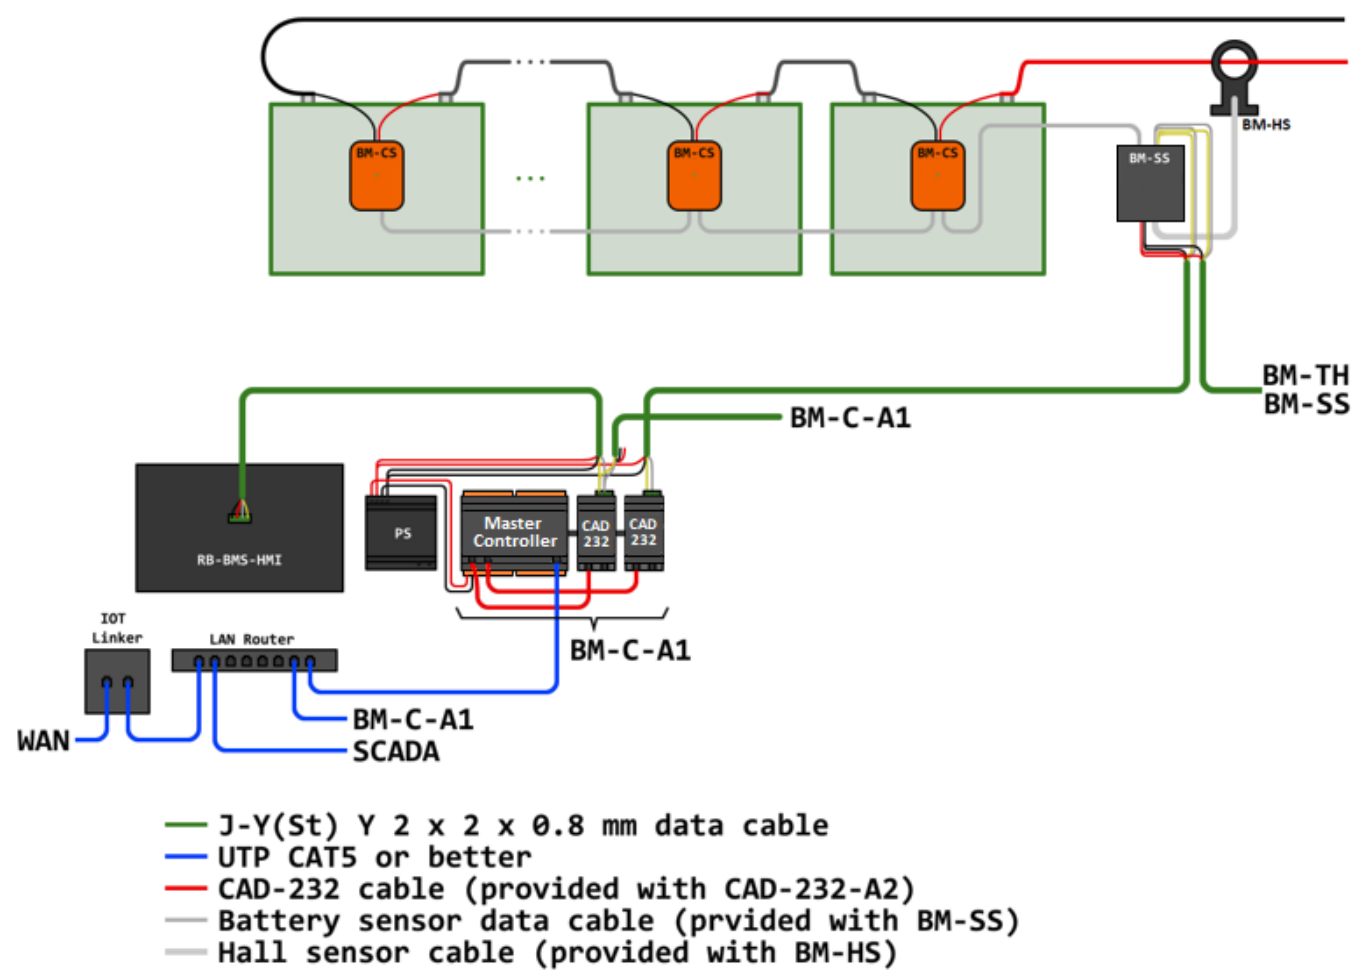 BM-CS
BM-CS
BM-CS
BM-SS
BM-HS
BM-TH
BM-SS
BM-C-A1
RB-BMS-HMI
PS
Master
Controller
CAD
232
CAD
232
IOT
Linker
LAN Router
BM-C-A1
BM-C-A1
WAN
SCADA
J-Y(St) Y 2 x 2 x 0.8 mm data cable
UTP CAT5 or better
CAD-232 cable (provided with CAD-232-A2)
Battery sensor data cable (prvided with BM-SS)
Hall sensor cable (provided with BM-HS)